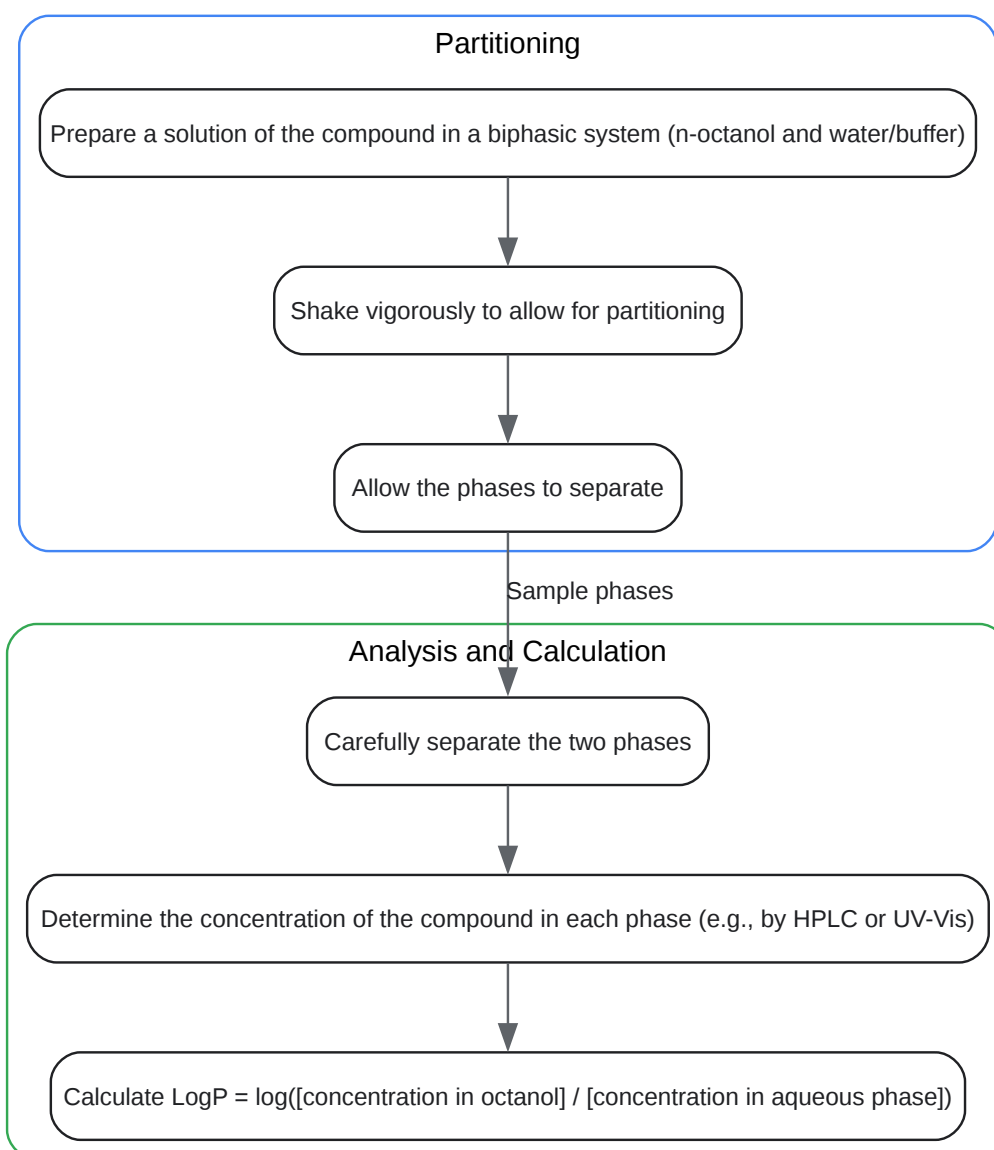 Partitioning
Prepare a solution of the compound in a biphasic system (n-octanol and water/buffer)
Shake vigorously to allow for partitioning
Allow the phases to separate
Sample phases
Analysis and Calculation
Carefully separate the two phases
Determine the concentration of the compound in each phase (e.g., by HPLC or UV-Vis)
Calculate LogP = log([concentration in octanol] / [concentration in aqueous phase])